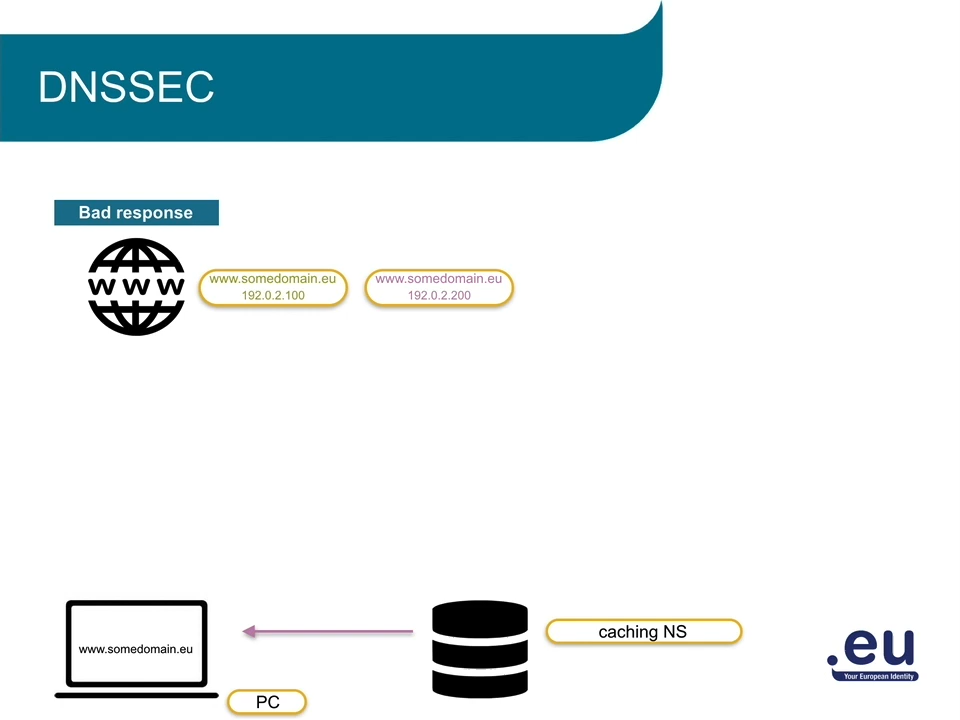 DNSSEC
Bad response
www
www.somedomain.eu
192.0.2.100
www.somedomain.eu
192.0.2.200
www.somedomain.eu
caching NS
PC
.eu
Your European Identity